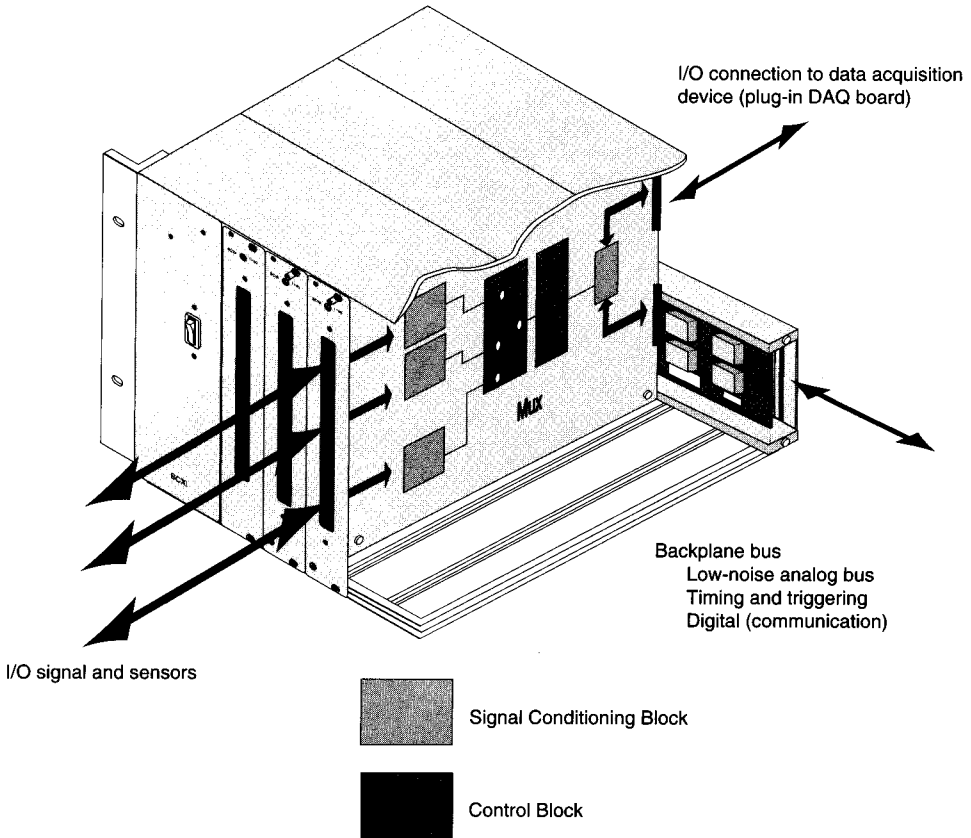 I/O connection to data acquisition
device (plug-in DAQ board)
Mux
SCXI
Backplane bus
Low-noise analog bus
Timing and triggering
Digital (communication)
I/O signal and sensors
Signal Conditioning Block
Control Block